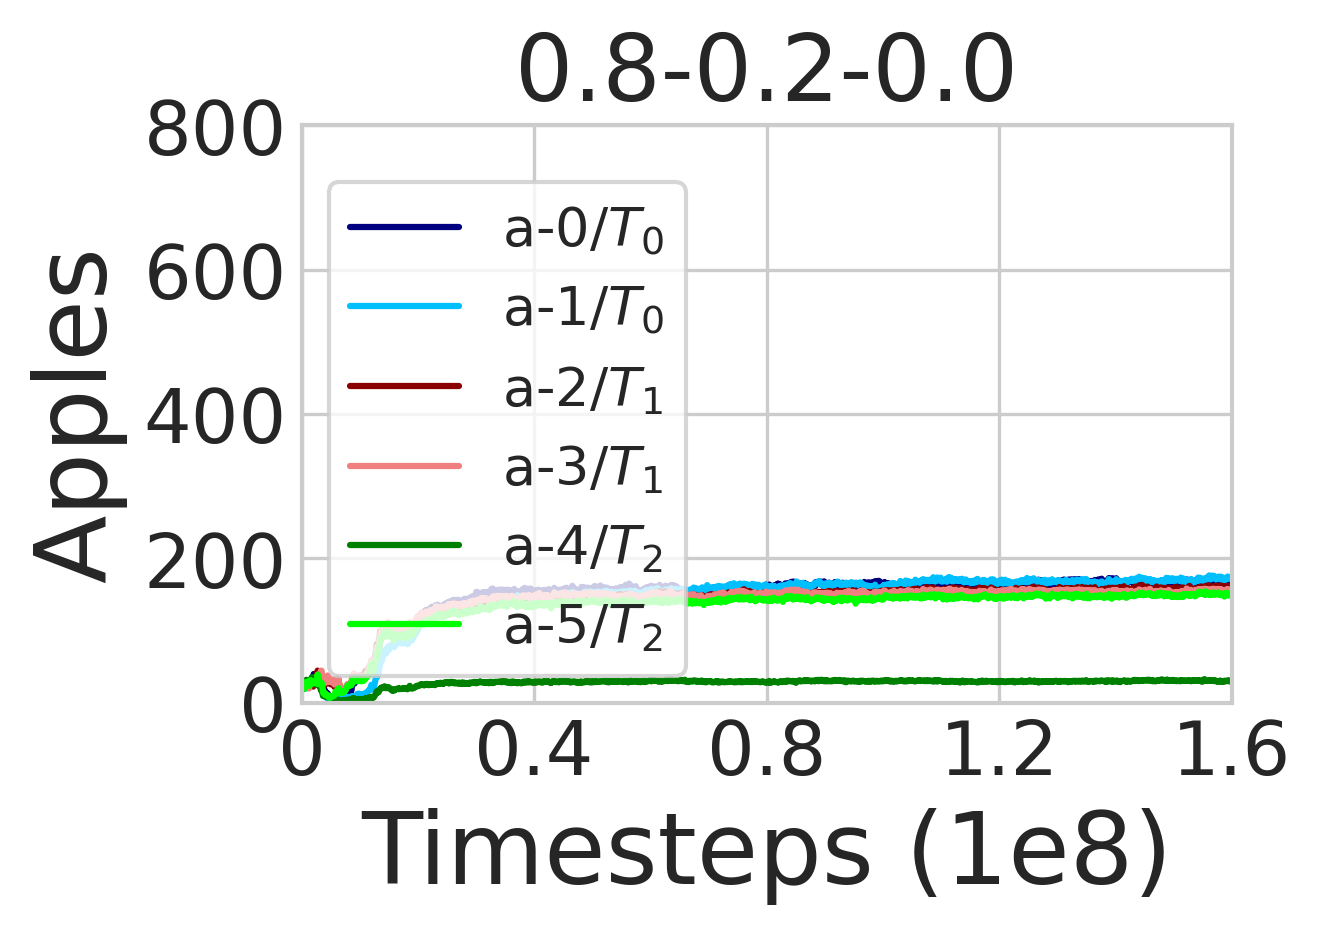 0.8-0.2-0.0
800
600
400
200
0
Apples
a-0/T₀
a-1/T₀
a-2/T₁
a-3/T₁
a-4/T₂
a-5/T₂
0 0.4 0.8 1.2 1.6
Timesteps (1e8)